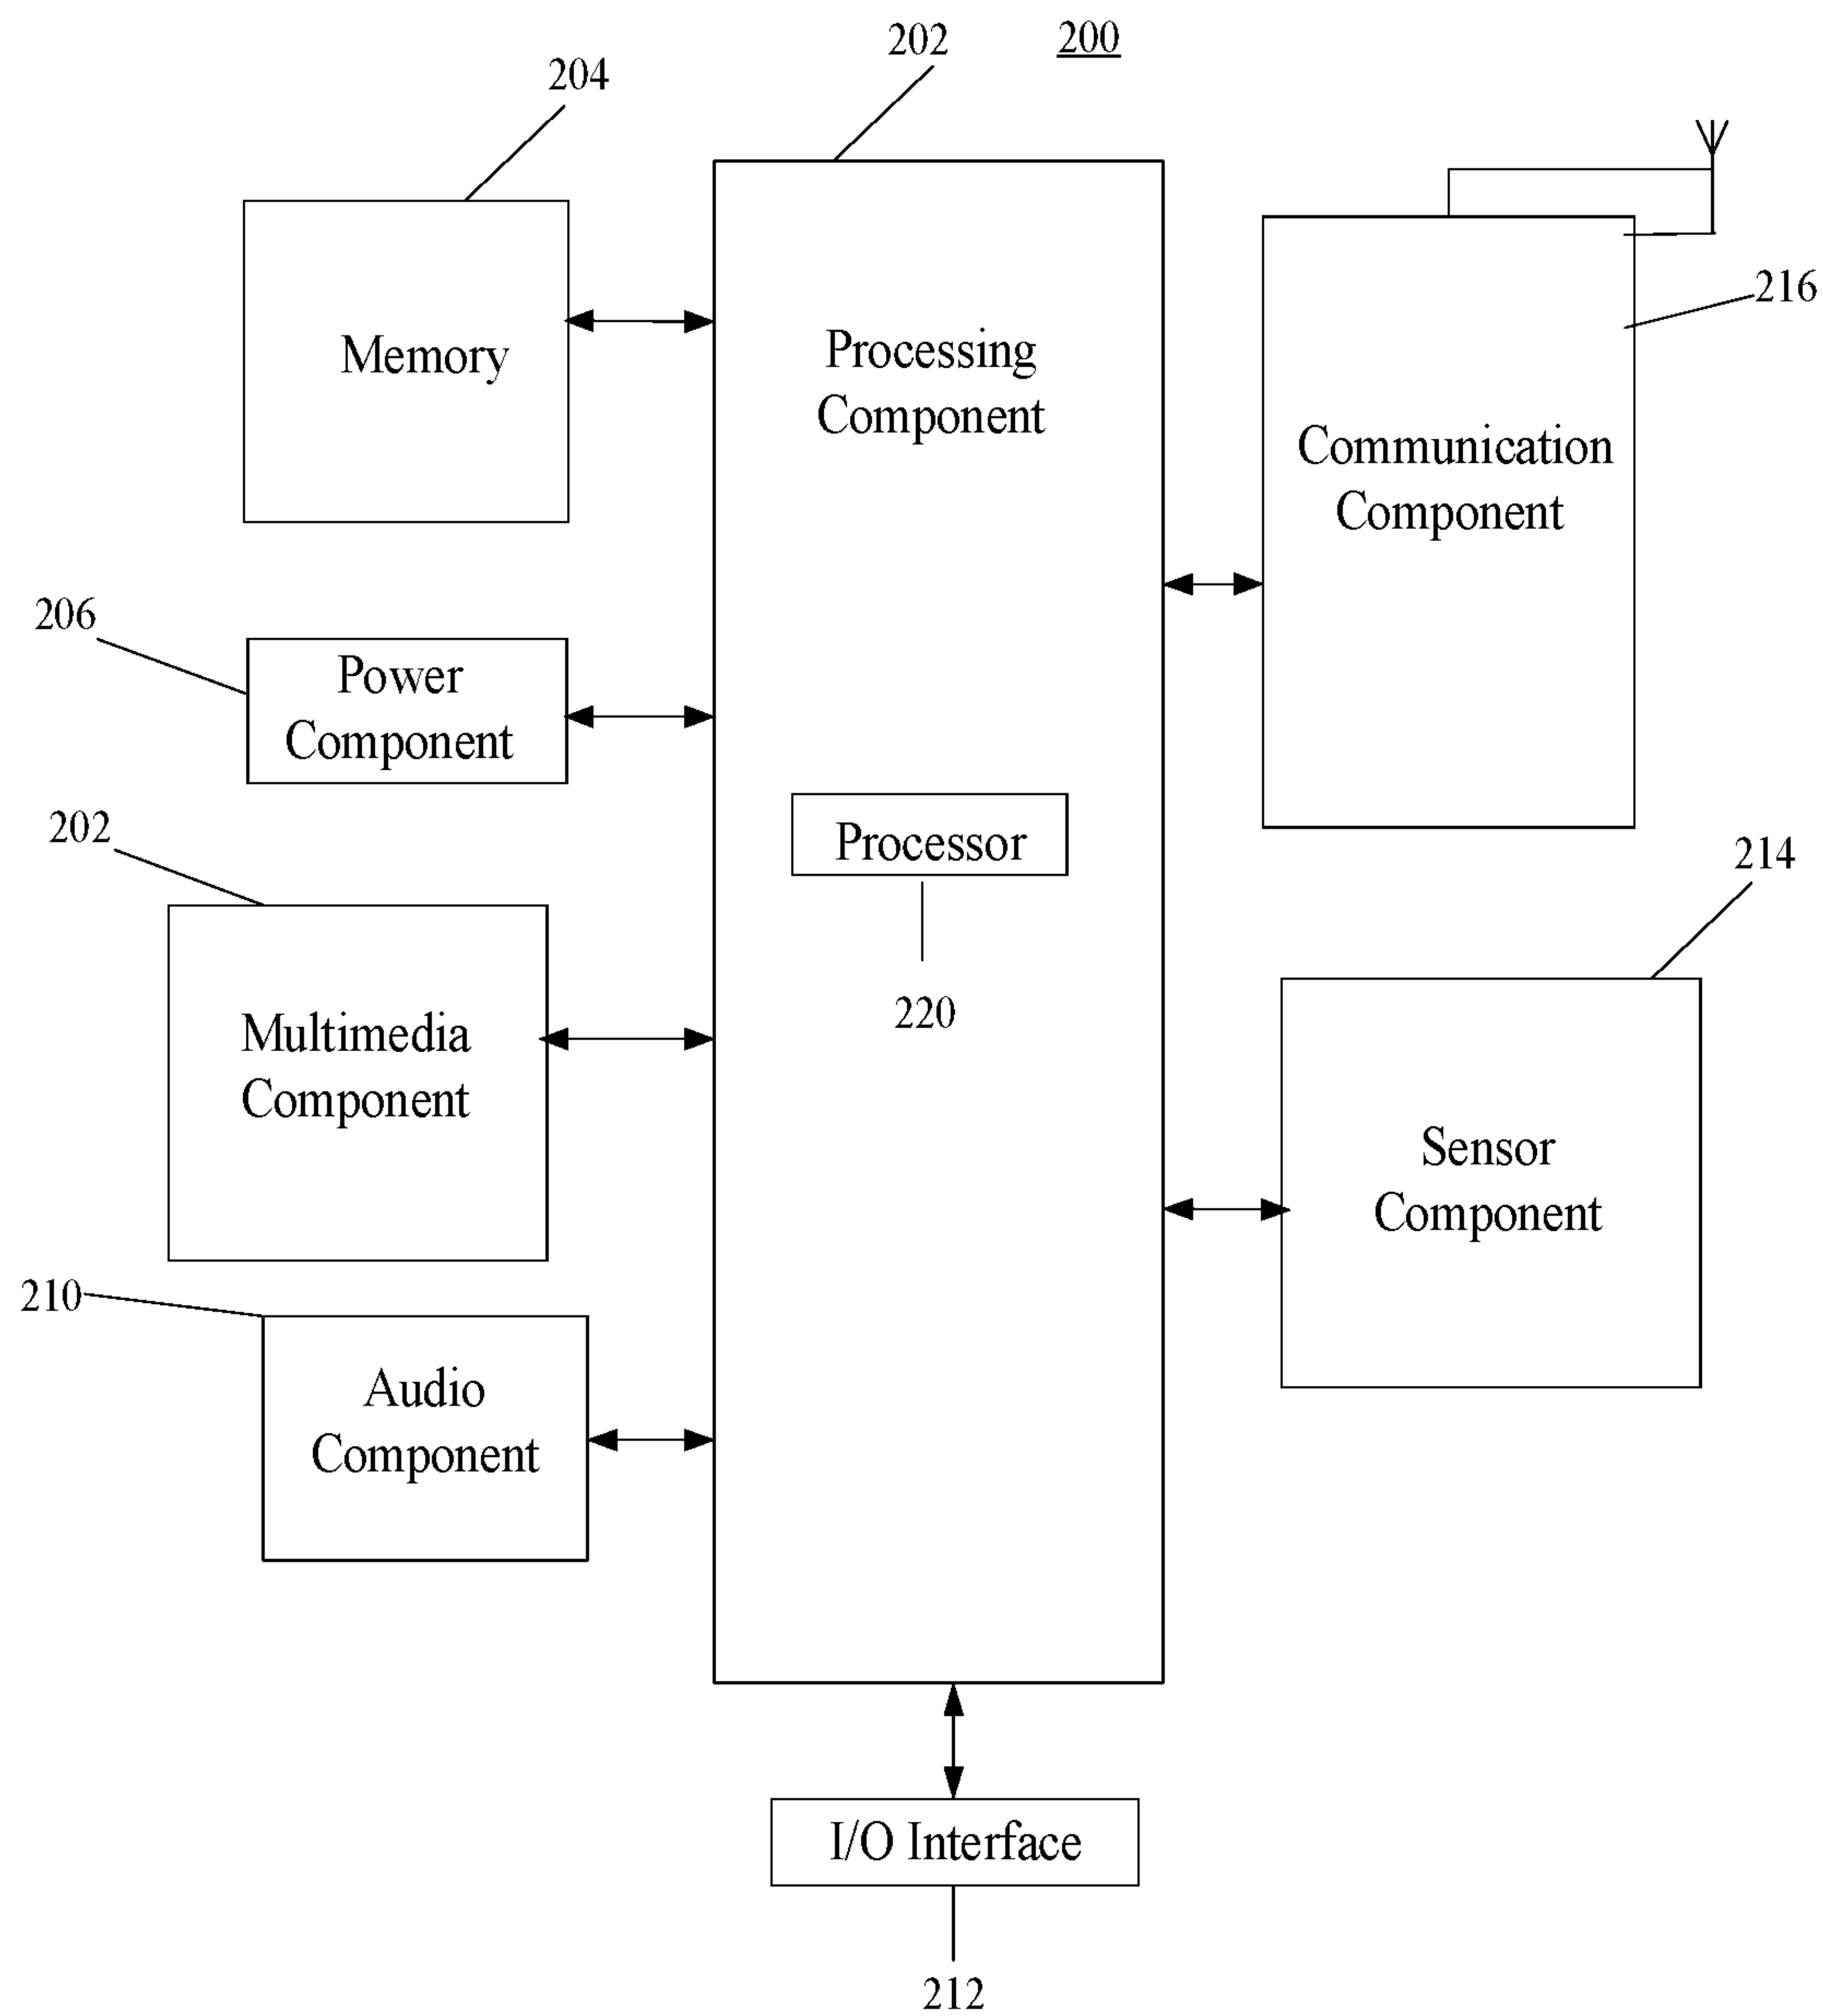 202
200
204
216
Memory
Processing
Component
Communication
Component
206
Power
Component
202
Processor
214
220
Multimedia
Component
Sensor
Component
210
Audio
Component
I/O Interface
212